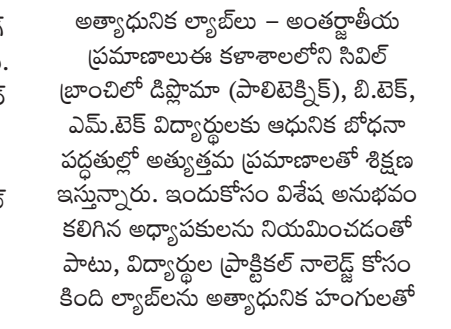 అత్యాధునిక ల్యాబ్‌లు – అంతర్జాతీయ
ప్రమాణాలుఈ కళాశాలలోని సివిల్
బ్రాంచిలో డిప్లొమా (పాలిటెక్నిక్), బి.టెక్,
ఎమ్.టెక్ విద్యార్థులకు ఆధునిక బోధనా
పద్ధతుల్లో అత్యుత్తమ ప్రమాణాలతో శిక్షణ
ఇస్తున్నారు. ఇందుకోసం విశేష అనుభవం
కలిగిన అధ్యాపకులను నియమించడంతో
పాటు, విద్యార్థుల ప్రాక్టికల్ నాలెడ్జ్ కోసం
కింది ల్యాబ్‌లను అత్యాధునిక హంగులతో